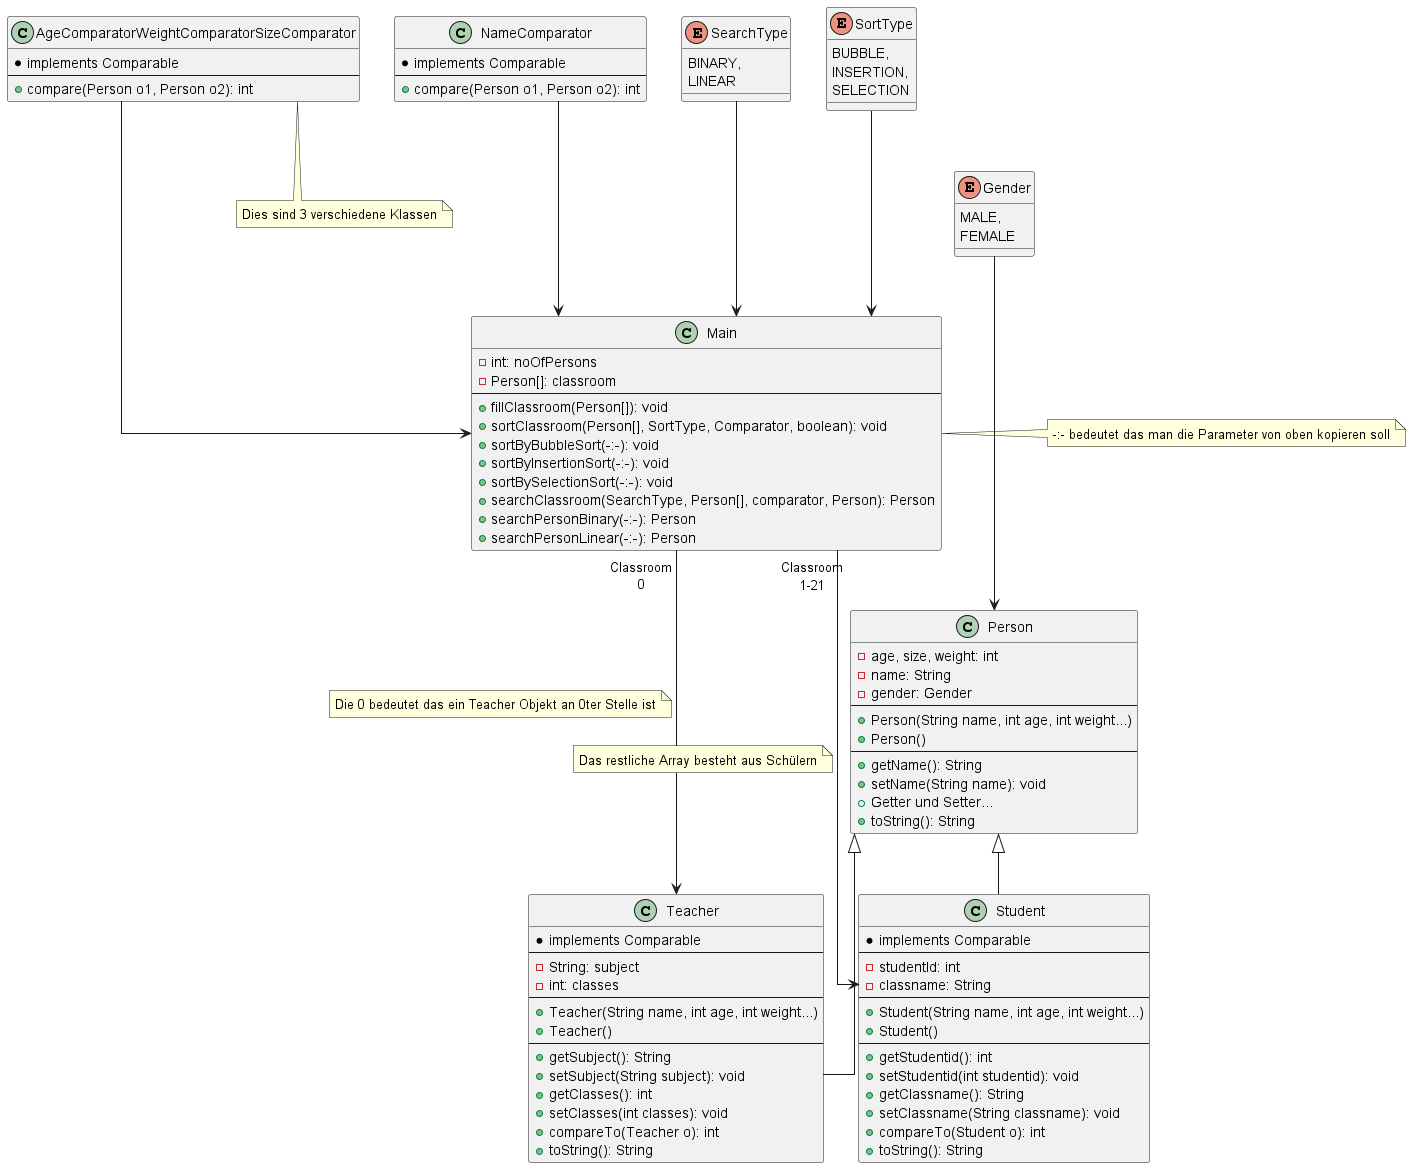 AgeComparatorWeightComparatorSizeComparator
implements Comparable
compare(Person o1, Person o2): int
NameComparator
implements Comparable
compare(Person o1, Person o2): int
SearchType
BINARY,
LINEAR
SortType
BUBBLE,
INSERTION,
SELECTION
Dies sind 3 verschiedene Klassen
Gender
MALE,
FEMALE
Main
int: noOfPersons
Person[]: classroom
fillClassroom(Person[]): void
sortClassroom(Person[], SortType, Comparator, boolean): void
sortByBubbleSort(-:-): void
sortByInsertionSort(-:-): void
sortBySelectionSort(-:-): void
searchClassroom(SearchType, Person[], comparator, Person): Person
searchPersonBinary(-:-): Person
searchPersonLinear(-:-): Person
-:- bedeutet das man die Parameter von oben kopieren soll
Classroom
0
Classroom
1-21
Die 0 bedeutet das ein Teacher Objekt an 0ter Stelle ist
Das restliche Array besteht aus Schülern
Person
age, size, weight: int
name: String
gender: Gender
Person(String name, int age, int weight...)
Person()
getName(): String
setName(String name): void
Getter und Setter...
toString(): String
Teacher
implements Comparable
String: subject
int: classes
Teacher(String name, int age, int weight...)
Teacher()
getSubject(): String
setSubject(String subject): void
getClasses(): int
setClasses(int classes): void
compareTo(Teacher o): int
toString(): String
Student
implements Comparable
studentId: int
classname: String
Student(String name, int age, int weight...)
Student()
getStudentid(): int
setStudentid(int studentid): void
getClassname(): String
setClassname(String classname): void
compareTo(Student o): int
toString(): String